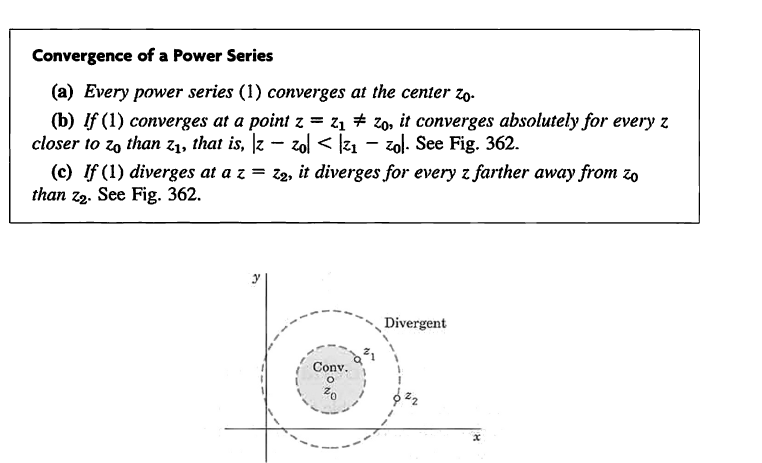 Convergence of a Power Series
(a) Every power series (1) converges at the center z₀.
(b) If (1) converges at a point z = z₁ ≠ z₀, it converges absolutely for every z
closer to z₀ than z₁, that is, |z − z₀| < |z₁ − z₀|. See Fig. 362.
(c) If (1) diverges at a z = z₂, it diverges for every z farther away from z₀
than z₂. See Fig. 362.
y
Divergent
z₁
Conv.
z₀
z₂
x